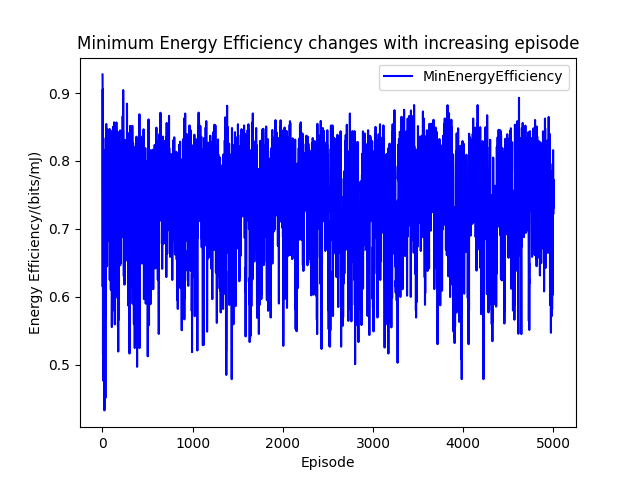 Minimum Energy Efficiency changes with increasing episode
MinEnergyEfficiency
Energy Efficiency/(bits/mJ)
0.9
0.8
0.7
0.6
0.5
0 1000 2000 3000 4000 5000
Episode